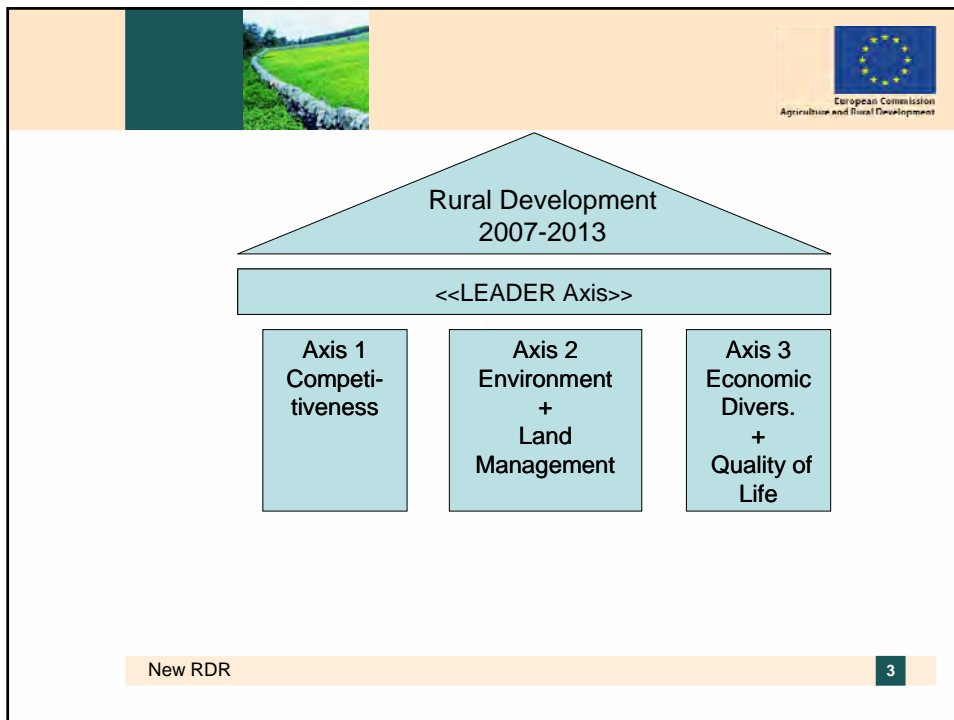 European Commission
Agriculture and Rural Development
Rural Development
2007-2013
<<LEADER Axis>>
Axis 1
Competi-
tiveness
Axis 2
Environment
+
Land
Management
Axis 3
Economic
Divers.
+
Quality of
Life
New RDR
3